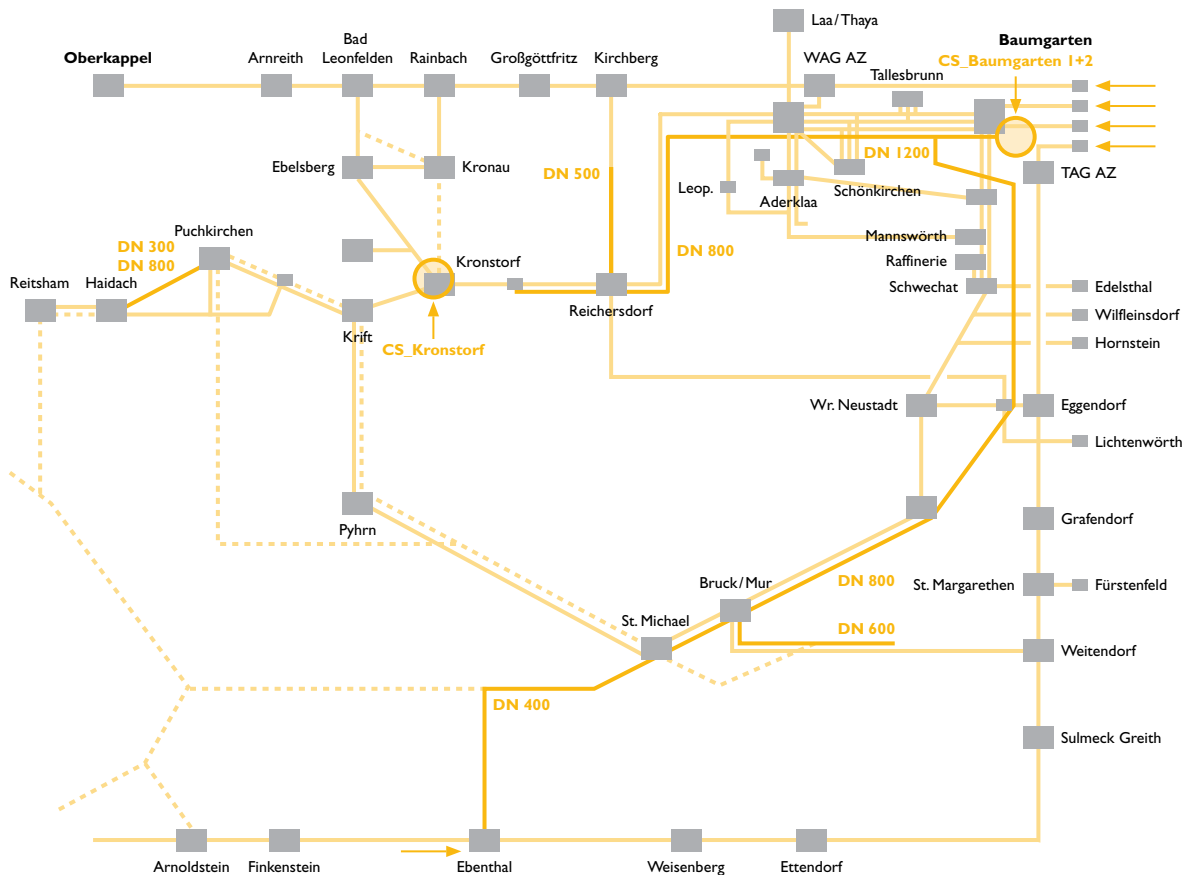 Laa/Thaya
Bad
Leonfelden
Baumgarten
CS_Baumgarten 1+2
Oberkappel
Arnreith
Rainbach
Großgöttfritz
Kirchberg
WAG AZ
Tallesbrunn
Ebelsberg
Kronau
DN 500
DN 1200
TAG AZ
Leop.
Aderklaa
Schönkirchen
Puchkirchen
DN 300
DN 800
DN 800
Mannswörth
Kronstorf
Raffinerie
Reitsham
Haidach
Schwechat
Edelsthal
Reichersdorf
Wilfleinsdorf
Krift
CS_Kronstorf
Hornstein
Wr. Neustadt
Eggendorf
Lichtenwörth
Pyhrn
Grafendorf
Bruck/Mur
DN 800
St. Margarethen
Fürstenfeld
St. Michael
DN 600
Weitendorf
DN 400
Sulmeck Greith
Arnoldstein
Finkenstein
Ebenthal
Weisenberg
Ettendorf